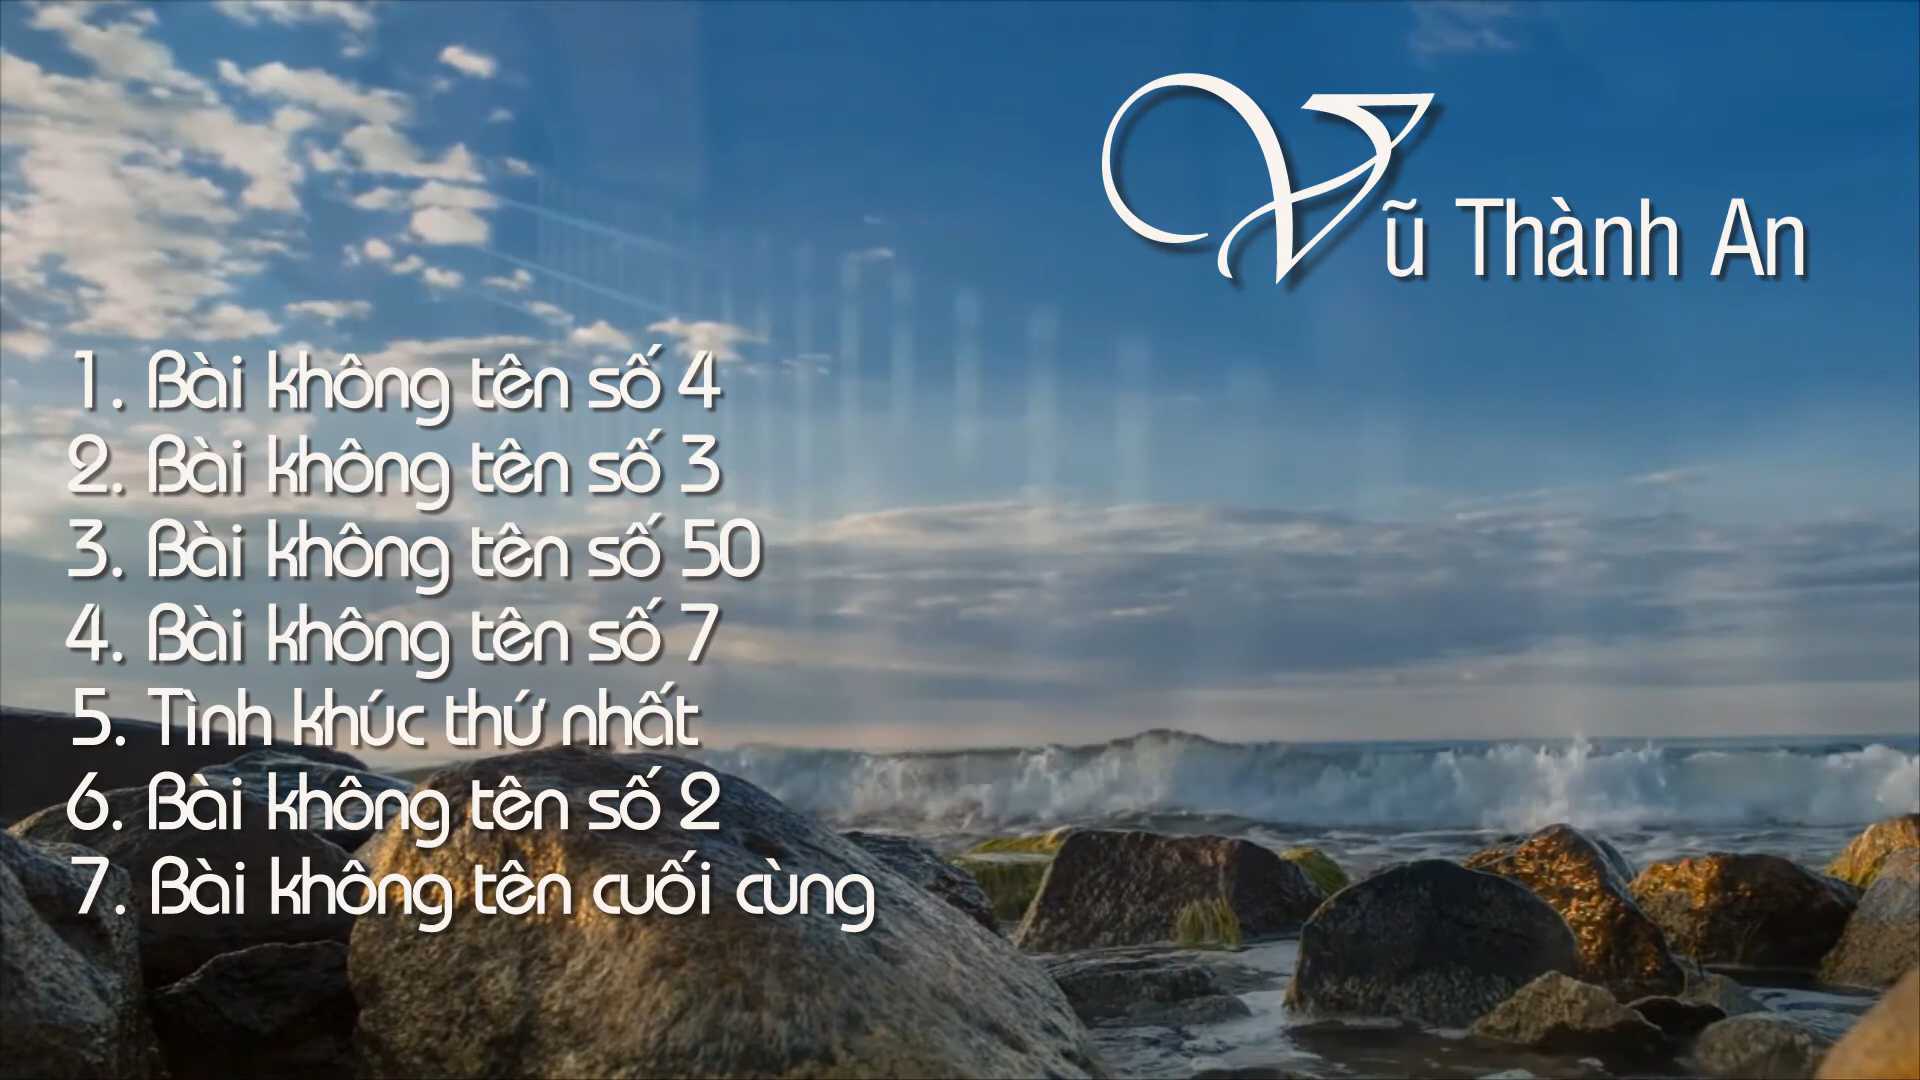 Vũ Thành An
1. Bài không tên số 4
2. Bài không tên số 3
3. Bài không tên số 50
4. Bài không tên số 7
5. Tình khúc thứ nhất
6. Bài không tên số 2
7. Bài không tên cuối cùng